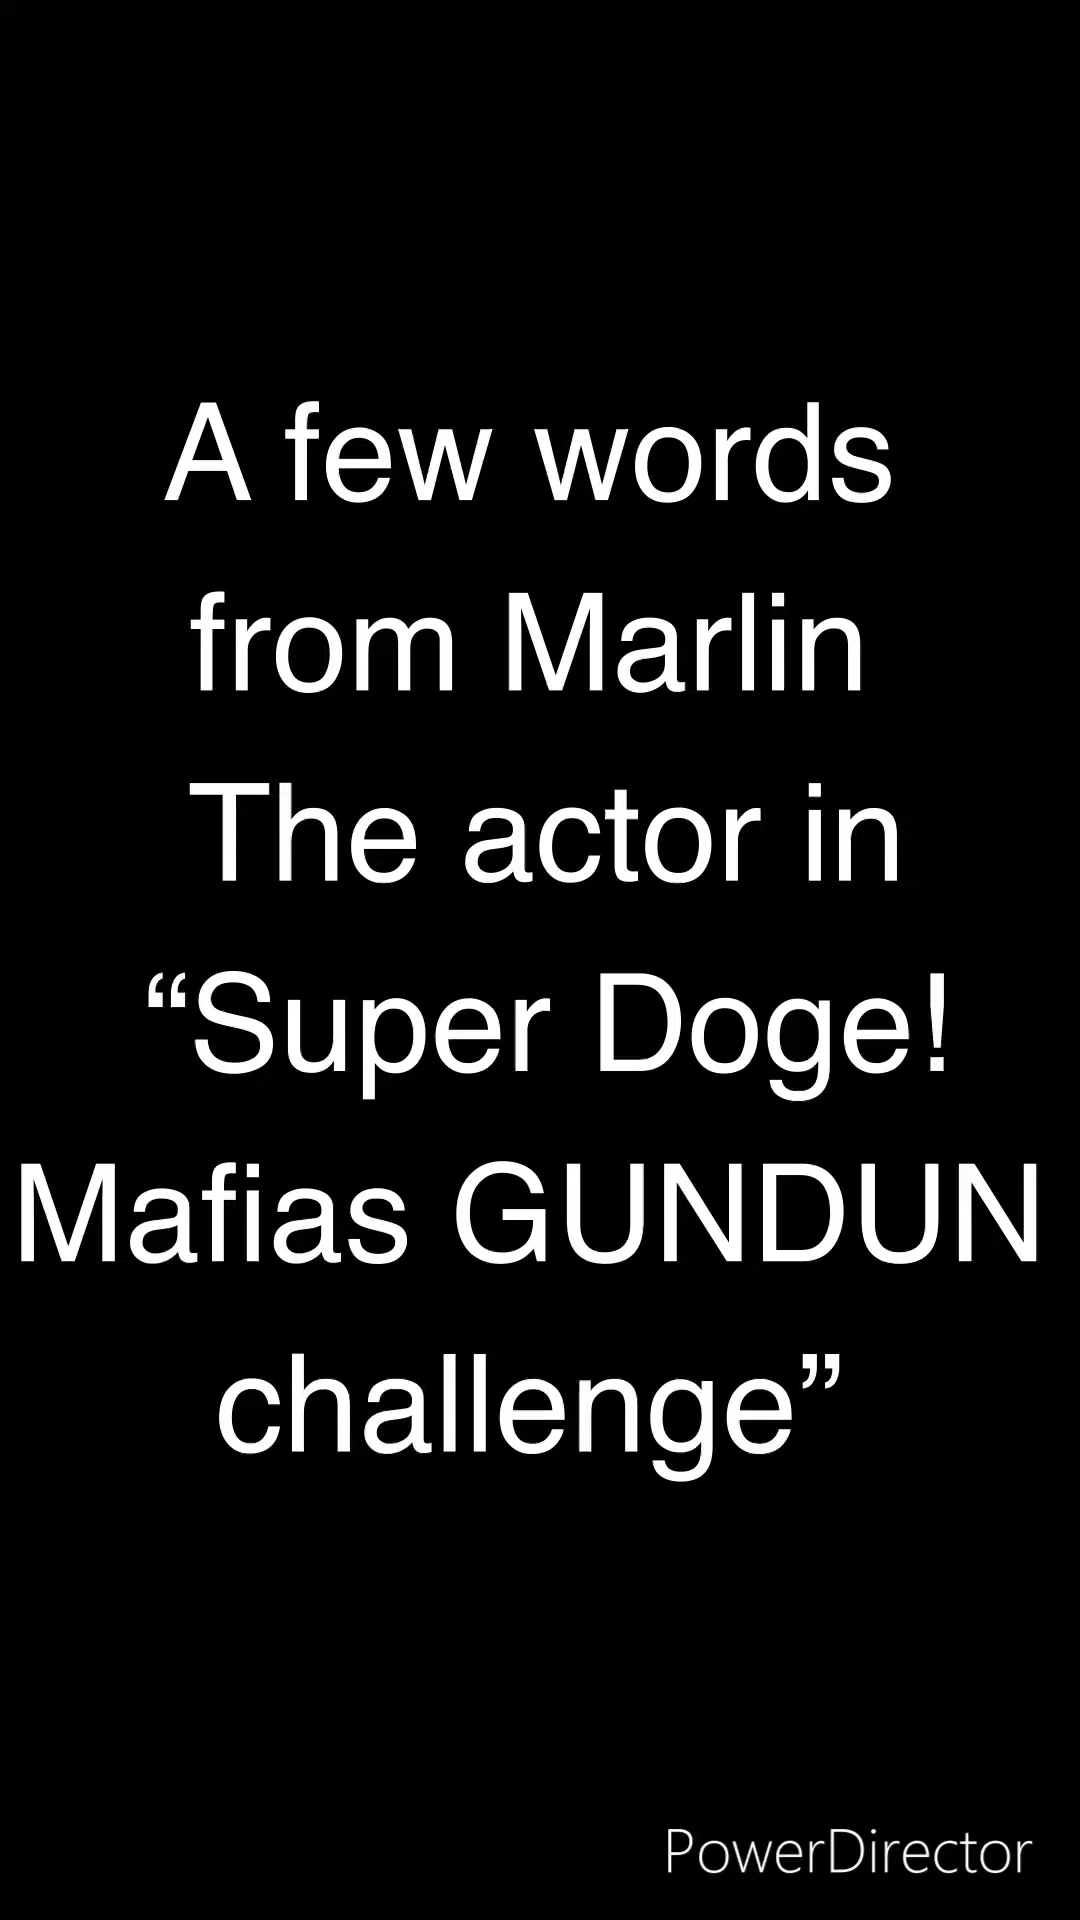 A few words
from Marlin
The actor in
“Super Doge!
Mafias GUNDUN
challenge”
PowerDirector